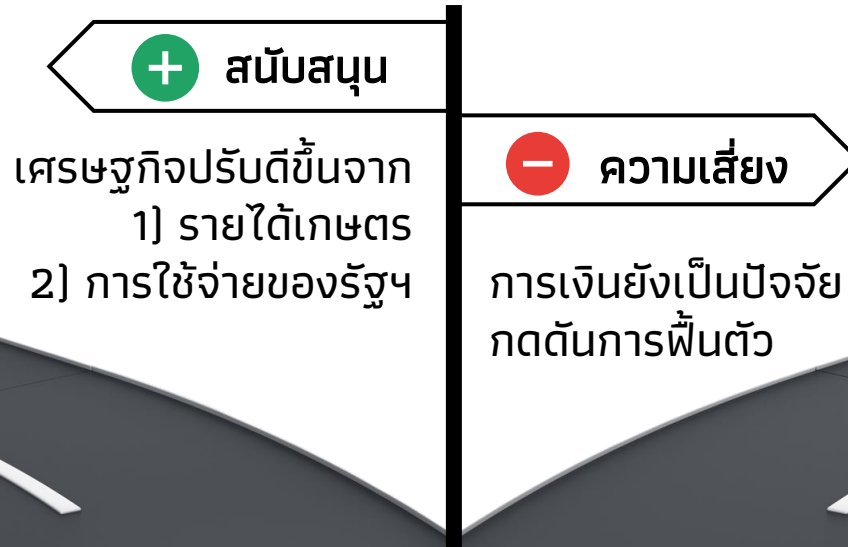 สนับสนุน
เศรษฐกิจปรับดีขึ้นจาก
1) รายได้เกษตร
2) การใช้จ่ายของรัฐฯ
ความเสี่ยง
การเงินยังเป็นปัจจัย
กดดันการฟื้นตัว